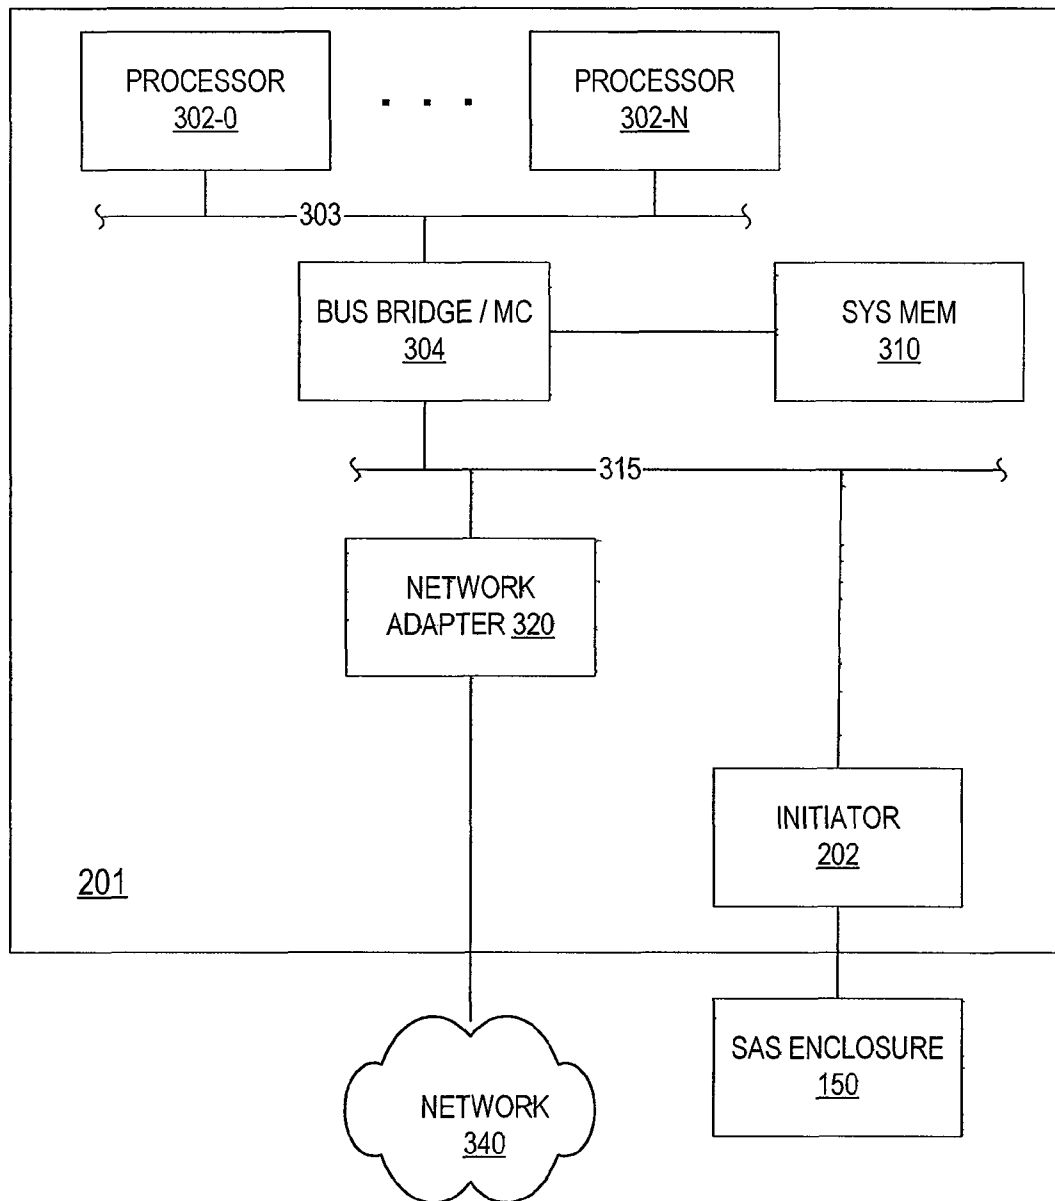 PROCESSOR
302-0
PROCESSOR
302-N
303
BUS BRIDGE / MC
304
SYS MEM
310
315
NETWORK
ADAPTER 320
INITIATOR
202
201
SAS ENCLOSURE
150
NETWORK
340